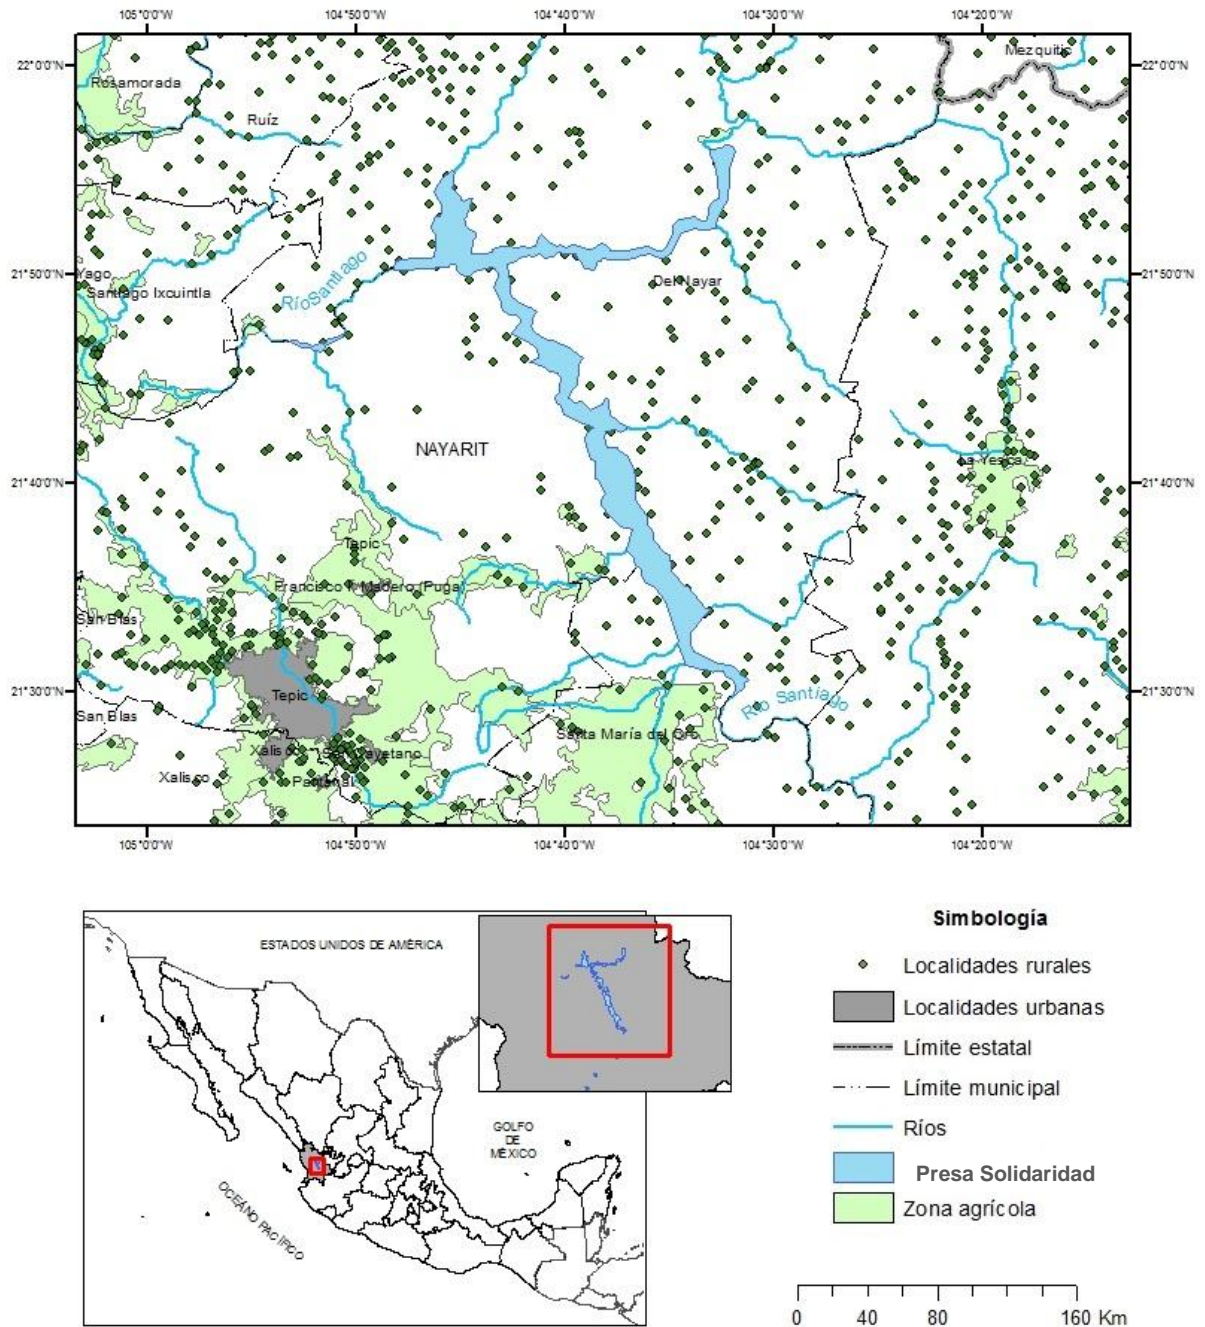 105°0'0"W 104°50'0"W 104°40'0"W 104°30'0"W 104°20'0"W
Mezquitic
22°0'0"N 22°0'0"N
Rosamorada
Ruíz
Río Santiago
21°50'0"N 21°50'0"N
Yago
Del Nayar
Santiago Ixcuintla
NAYARIT
La Yesca
21°40'0"N 21°40'0"N
Tepic
Francisco I. Madero (Puga)
San Blas
21°30'0"N 21°30'0"N
Tepic
Río Santiago
San Blas
Santa María del Oro
Xalisco
San Cayetano
Xalisco
Pantanal
105°0'0"W 104°50'0"W 104°40'0"W 104°30'0"W 104°20'0"W
ESTADOS UNIDOS DE AMÉRICA
GOLFO
DE
MÉXICO
OCEÁNO PACÍFICO
Simbología
Localidades rurales
Localidades urbanas
Límite estatal
Límite municipal
Ríos
Presa Solidaridad
Zona agrícola
0 40 80 160 Km